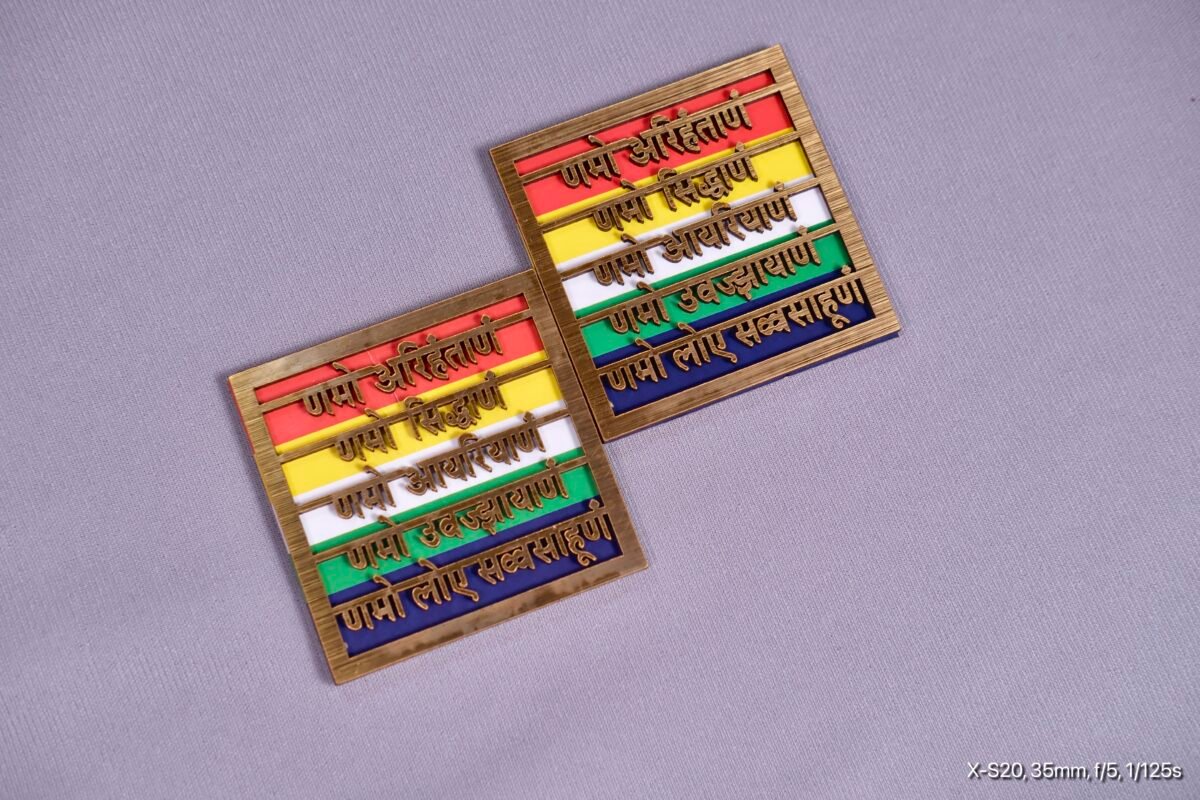 णमो अरिहंताणं
णमो सिद्धाणं
णमो आयरियाणं
णमो उवज्झायाणं
णमो लोए सव्वसाहूणं
णमो अरिहंताणं
णमो सिद्धाणं
णमो आयरियाणं
णमो उवज्झायाणं
णमो लोए सव्वसाहूणं
X-S20, 35mm, f/5, 1/125s